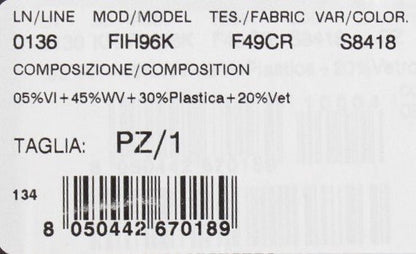 LN/LINE MOD/MODEL TES./FABRIC VAR/COLOR.
0136 FIH96K F49CR S8418
COMPOSIZIONE/COMPOSITION
05%VI+45%WV+30%Plastica+20%Vet
TAGLIA: PZ/1
134
8 050442 670189